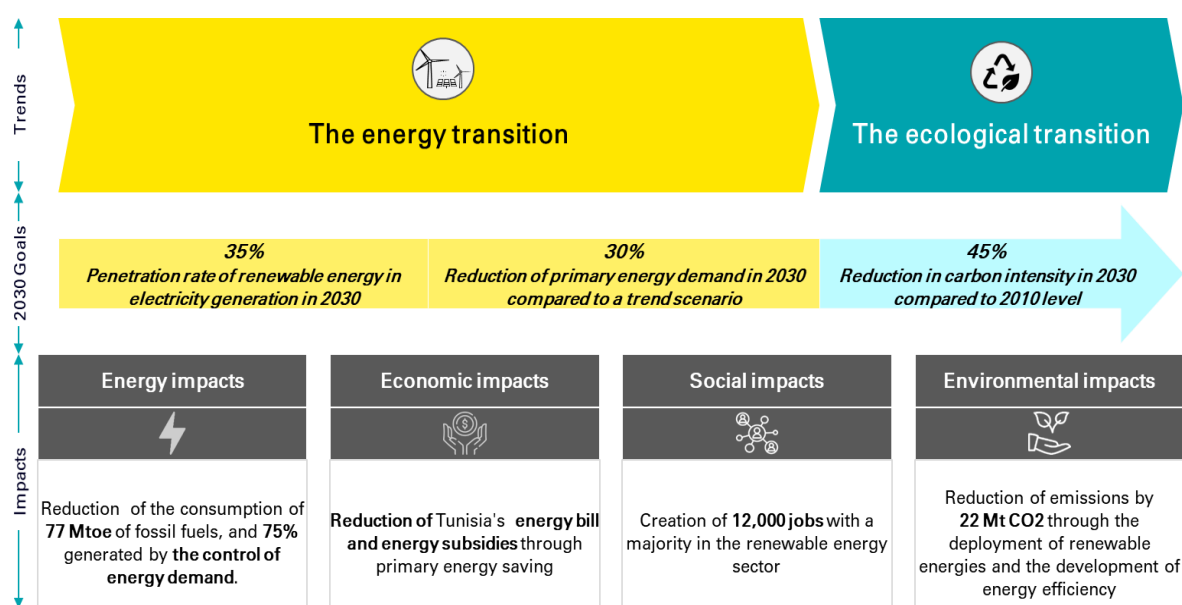 Trends
The energy transition
The ecological transition
2030 Goals
35%
Penetration rate of renewable energy in
electricity generation in 2030
30%
Reduction of primary energy demand in 2030
compared to a trend scenario
45%
Reduction in carbon intensity in 2030
compared to 2010 level
Impacts
Energy impacts
Reduction of the consumption of
77 Mtoe of fossil fuels, and 75%
generated by the control of
energy demand.
Economic impacts
Reduction of Tunisia's energy bill
and energy subsidies through
primary energy saving
Social impacts
Creation of 12,000 jobs with a
majority in the renewable energy
sector
Environmental impacts
Reduction of emissions by
22 Mt CO2 through the
deployment of renewable
energies and the development of
energy efficiency